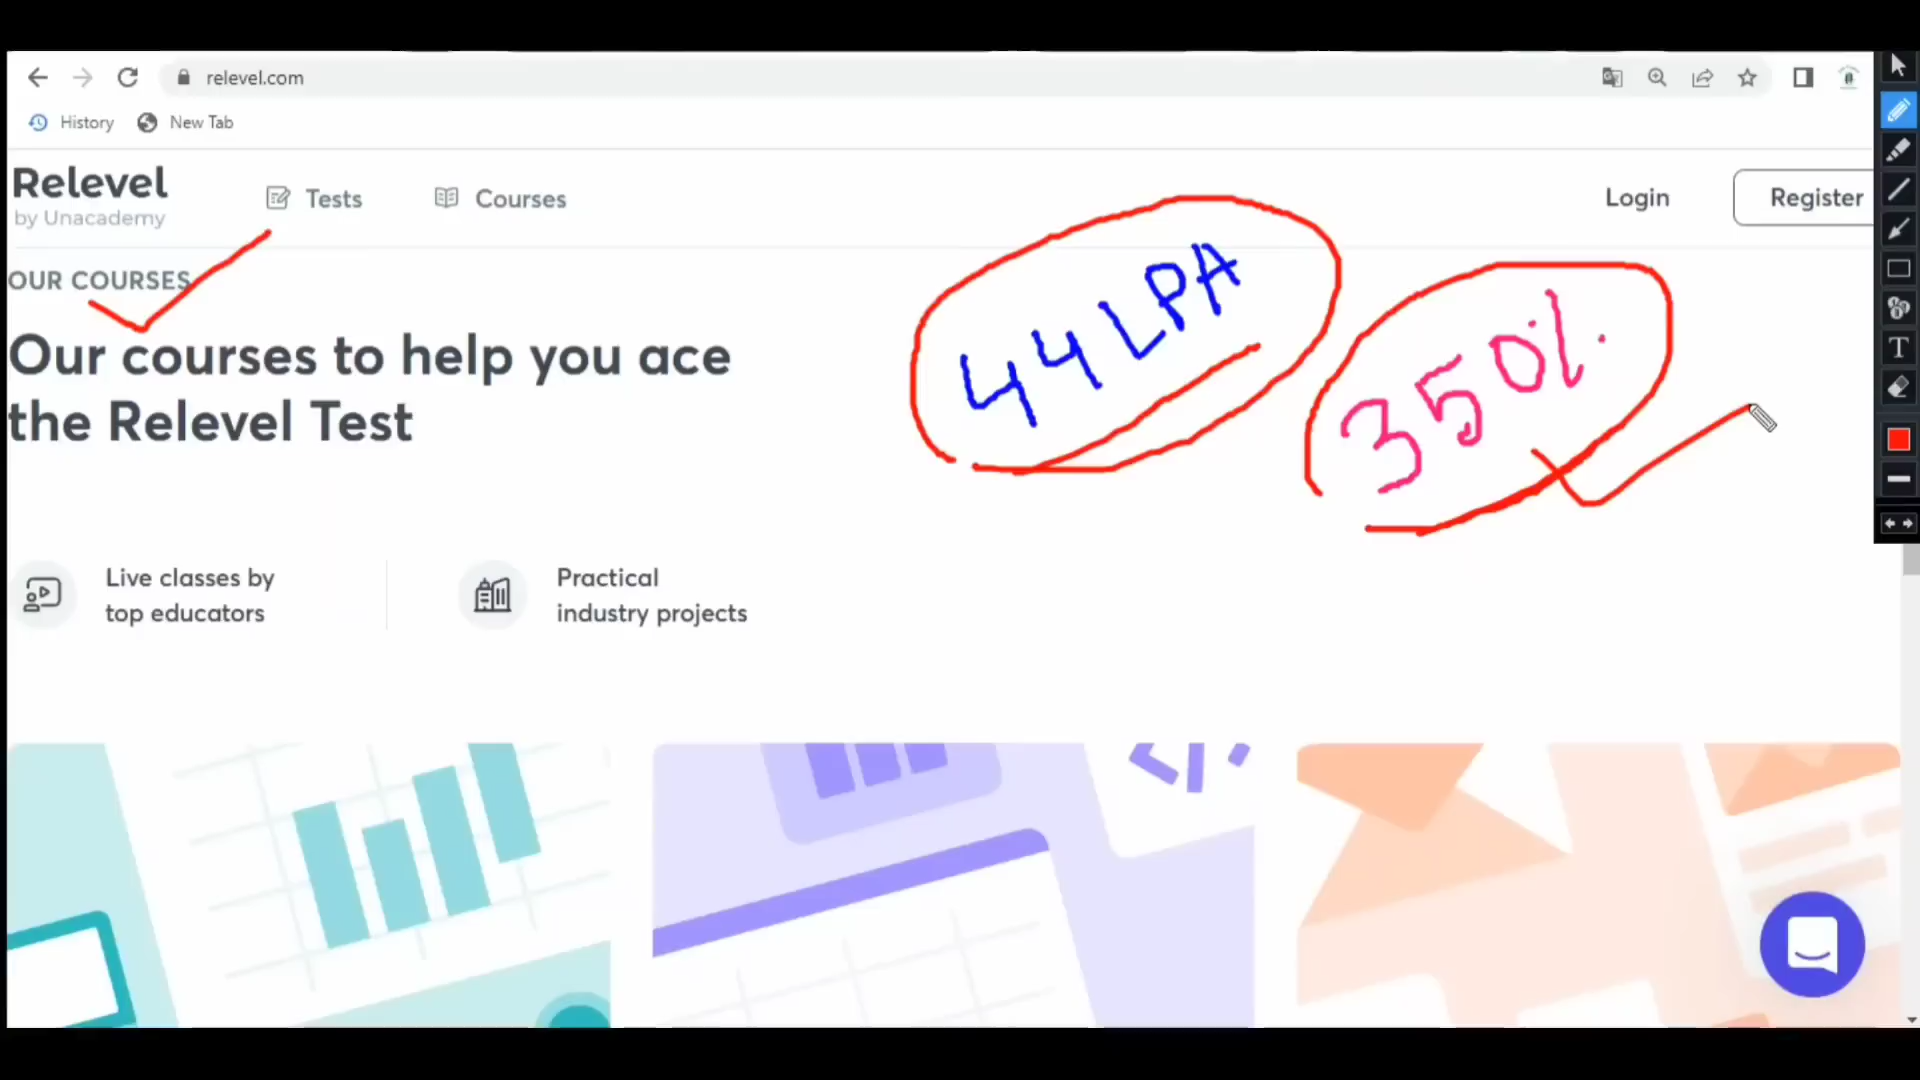 relevel.com
History New Tab
Relevel
by Unacademy
Tests Courses
Login Register
OUR COURSES
Our courses to help you ace
the Relevel Test
44LPA
350%
Live classes by
top educators
Practical
industry projects
T